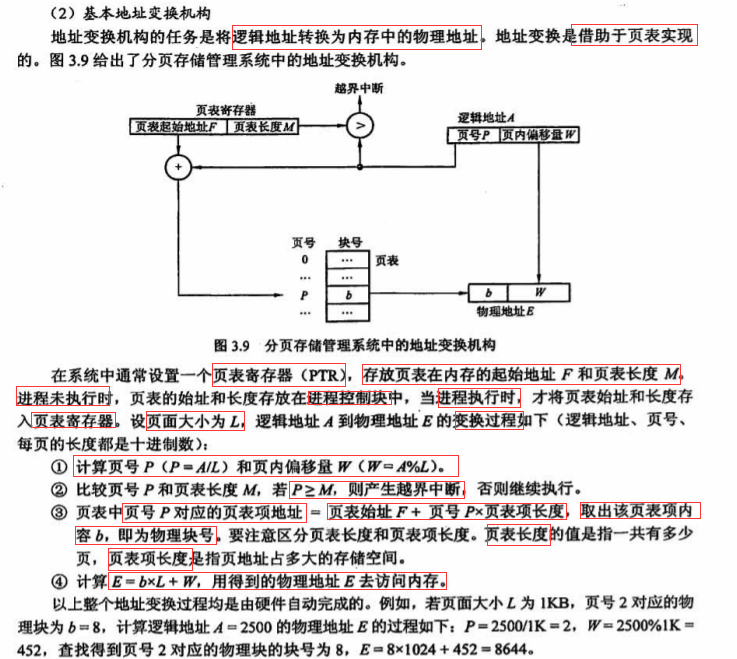 （2）基本地址变换机构
地址变换机构的任务是将逻辑地址转换为内存中的物理地址。地址变换是借助于页表实现
的。图 3.9 给出了分页存储管理系统中的地址变换机构。
越界中断
页表寄存器
逻辑地址A
页表起始地址F 页表长度M
>
页号P 页内偏移量W
+
页号 块号
0 … 页表
… …
P b
b W
… …
物理地址E
图 3.9 分页存储管理系统中的地址变换机构
在系统中通常设置一个页表寄存器（PTR），存放页表在内存的起始地址 F 和页表长度 M。
进程未执行时，页表的始址和长度存放在进程控制块中，当进程执行时，才将页表始址和长度存
入页表寄存器。设页面大小为 L，逻辑地址 A 到物理地址 E 的变换过程如下（逻辑地址、页号、
每页的长度都是十进制数）：
① 计算页号 P（P＝A/L）和页内偏移量 W（W＝A%L）。
② 比较页号 P 和页表长度 M，若 P≥M，则产生越界中断，否则继续执行。
③ 页表中页号 P 对应的页表项地址 ＝ 页表始址 F＋ 页号 P×页表项长度，取出该页表项内
容 b，即为物理块号。要注意区分页表长度和页表项长度。页表长度的值是指一共有多少
页，页表项长度是指页地址占多大的存储空间。
④ 计算 E＝b×L＋W，用得到的物理地址 E 去访问内存。
以上整个地址变换过程均是由硬件自动完成的。例如，若页面大小 L 为 1KB，页号 2 对应的物
理块为 b＝8，计算逻辑地址 A＝2500 的物理地址 E 的过程如下：P＝2500/1K＝2，W＝2500%1K＝
452，查找得到页号 2 对应的物理块的块号为 8，E＝8×1024＋452＝8644。